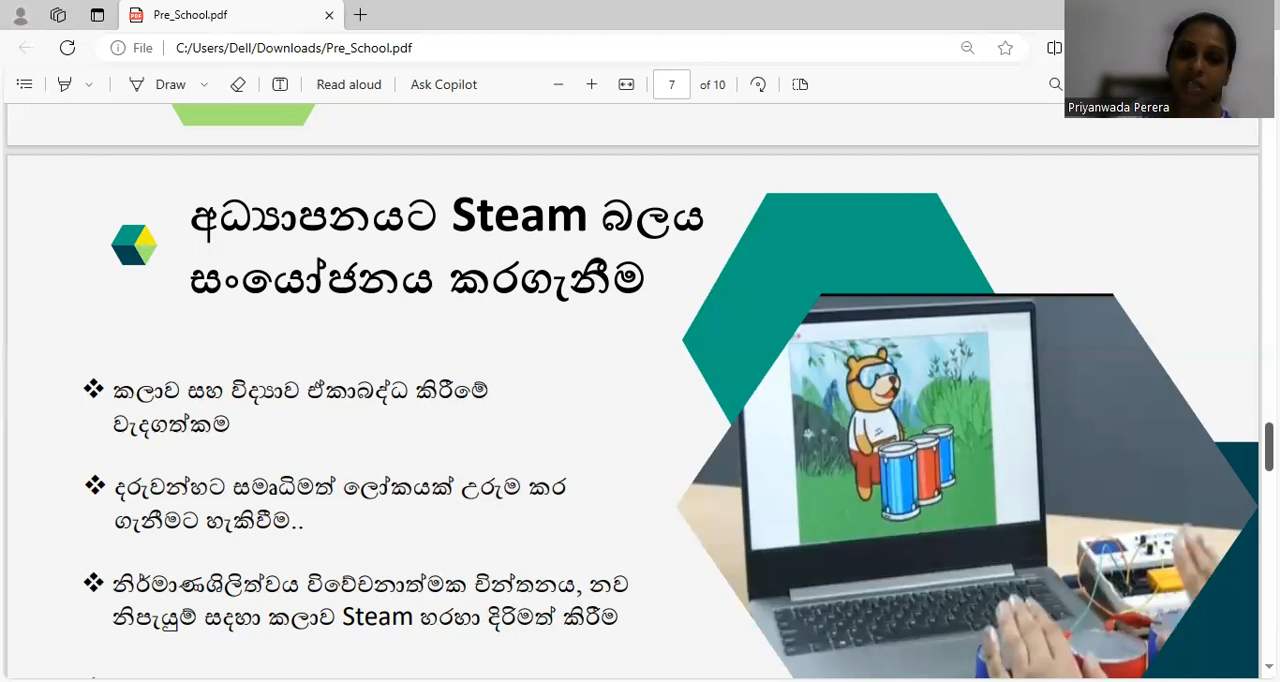 Pre_School.pdf
File
C:/Users/Dell/Downloads/Pre_School.pdf
Draw
Read aloud
Ask Copilot
7 of 10
Priyanwada Perera
අධ්‍යාපනයට Steam බලය
සංයෝජනය කරගැනීම
❖ කලාව සහ විද්‍යාව ඒකාබද්ධ කිරීමේ
වැදගත්කම
❖ දරුවන්හට සමෘධිමත් ලෝකයක් උරුම කර
ගැනීමට හැකිවීම..
❖ නිර්මාණශිලිත්වය විවේචනාත්මක චින්තනය, නව
නිපැයුම් සඳහා කලාව Steam හරහා දිරිමත් කිරීම